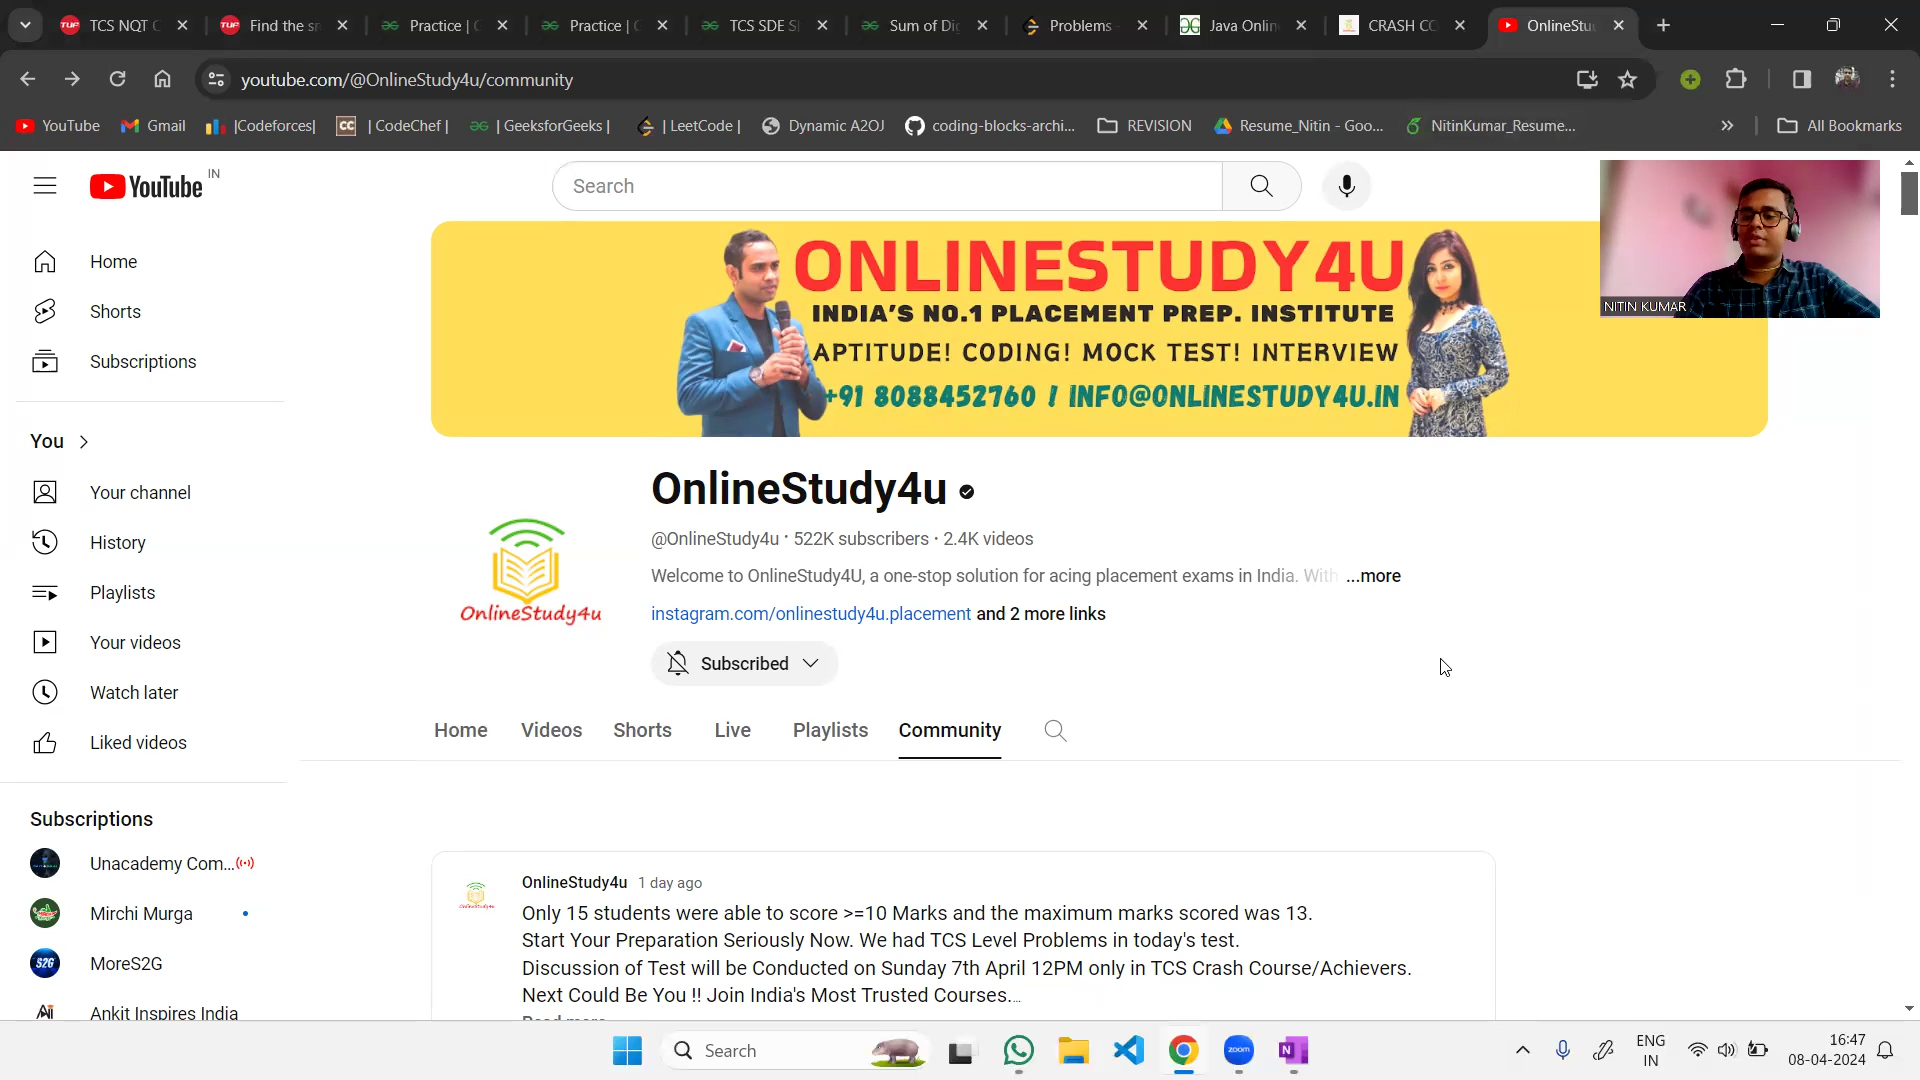 TCS NQT C
Find the sn
Practice | C
Practice | C
TCS SDE S
Sum of Di
Problems -
Java Onlin
CRASH CO
OnlineStu
youtube.com/@OnlineStudy4u/community
YouTube
Gmail
|Codeforces|
| CodeChef |
| GeeksforGeeks |
| LeetCode |
Dynamic A2OJ
coding-blocks-archi...
REVISION
Resume_Nitin - Goo...
NitinKumar_Resume...
All Bookmarks
YouTube IN
Search
Home
Shorts
Subscriptions
You
Your channel
History
Playlists
Your videos
Watch later
Liked videos
Subscriptions
Unacademy Com...
Mirchi Murga
MoreS2G
Ankit Inspires India
ONLINESTUDY4U
INDIA'S NO.1 PLACEMENT PREP. INSTITUTE
APTITUDE! CODING! MOCK TEST! INTERVIEW
+91 8088452760 / INFO@ONLINESTUDY4U.IN
NITIN KUMAR
OnlineStudy4u
OnlineStudy4u
@OnlineStudy4u · 522K subscribers · 2.4K videos
Welcome to OnlineStudy4U, a one-stop solution for acing placement exams in India. With ...more
instagram.com/onlinestudy4u.placement and 2 more links
Subscribed
Home
Videos
Shorts
Live
Playlists
Community
OnlineStudy4u 1 day ago
Only 15 students were able to score >=10 Marks and the maximum marks scored was 13.
Start Your Preparation Seriously Now. We had TCS Level Problems in today's test.
Discussion of Test will be Conducted on Sunday 7th April 12PM only in TCS Crash Course/Achievers.
Next Could Be You !! Join India's Most Trusted Courses...
Read more
Search
zoom
ENG
IN
16:47
08-04-2024